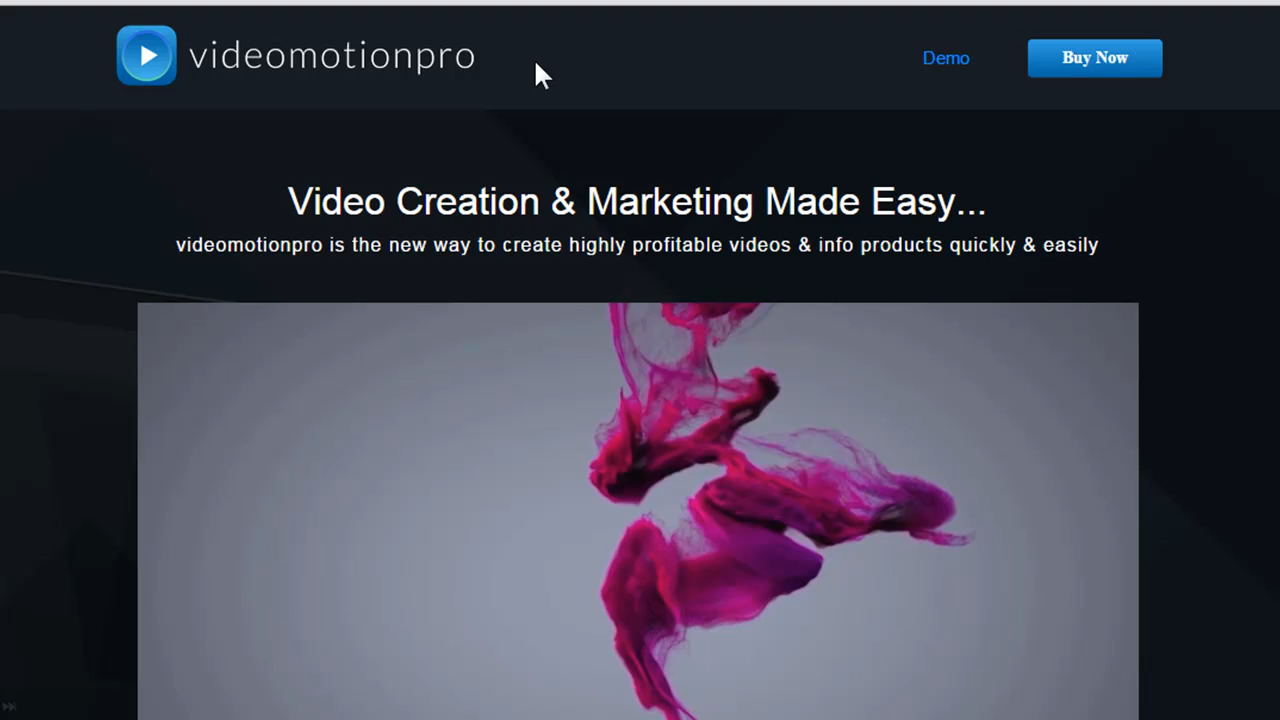 videomotionpro
Demo
Buy Now
Video Creation & Marketing Made Easy...
videomotionpro is the new way to create highly profitable videos & info products quickly & easily